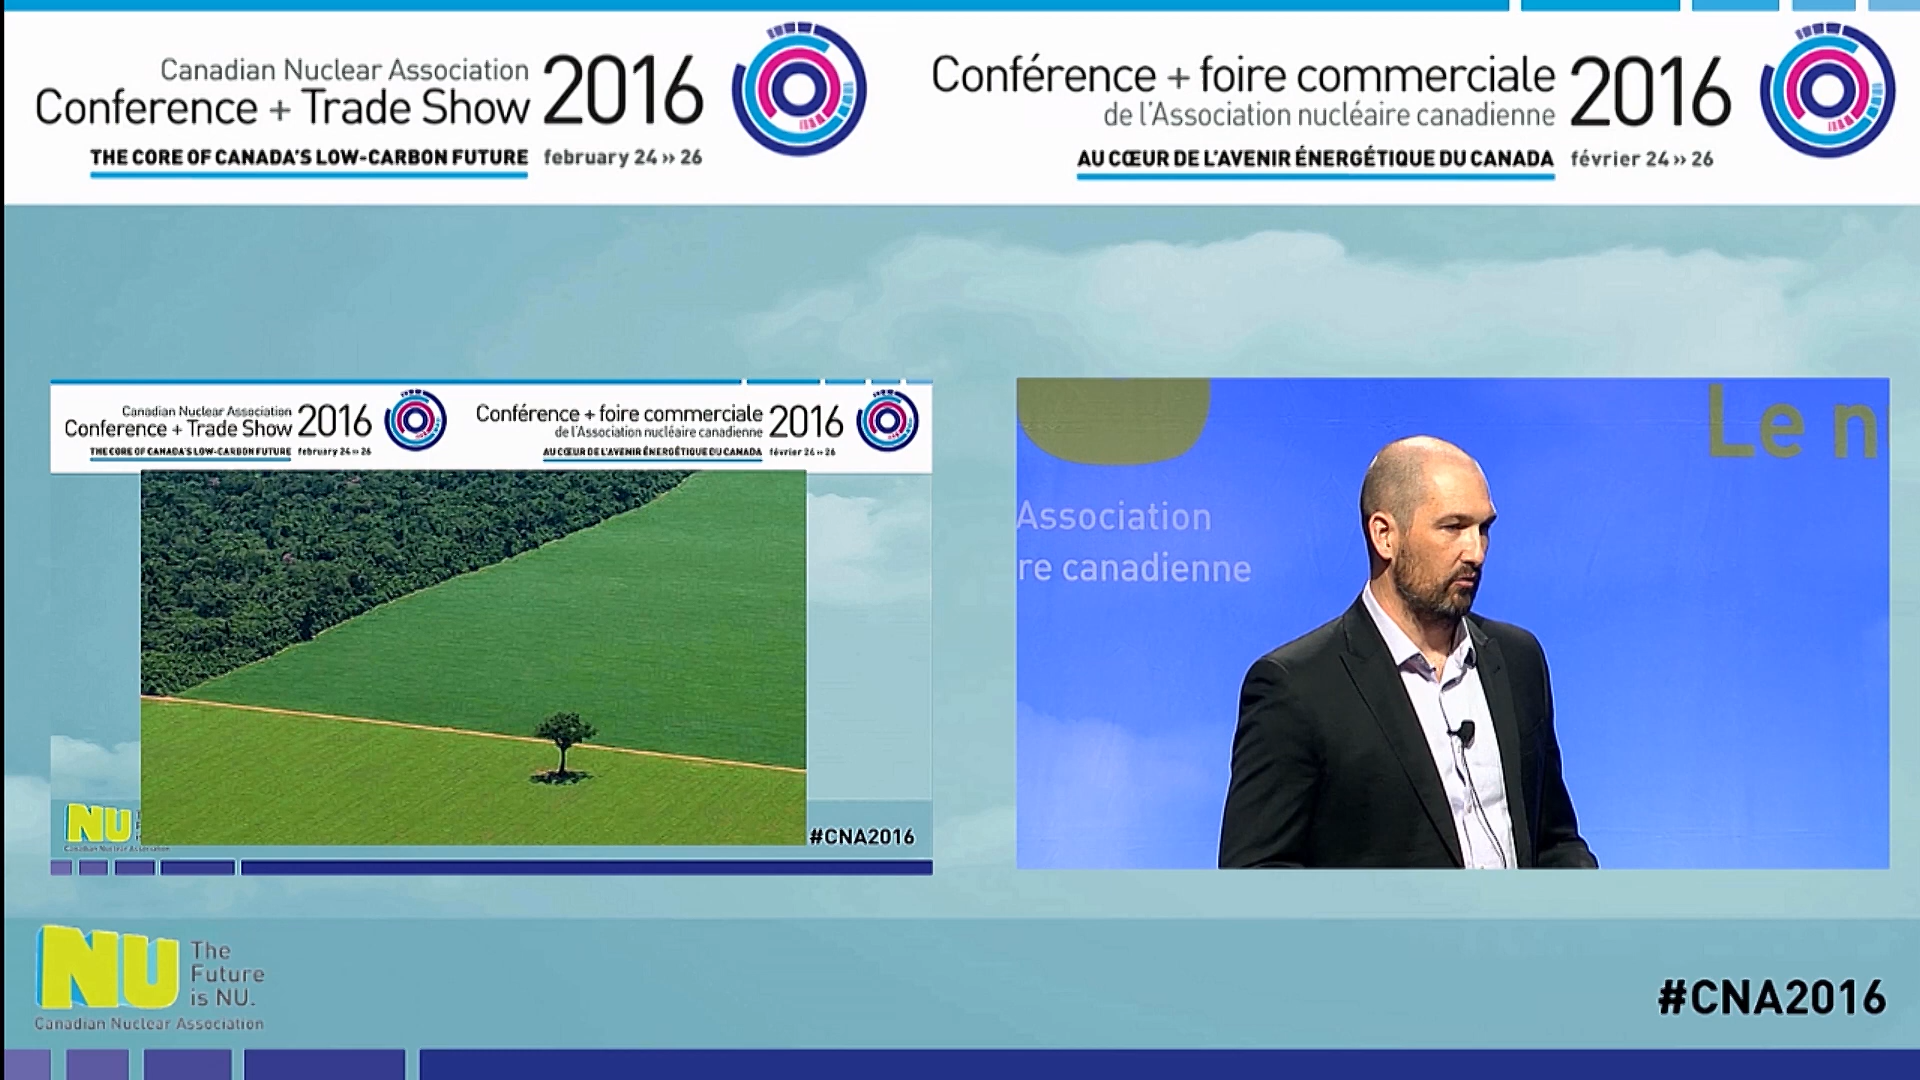 Canadian Nuclear Association
Conference + Trade Show 2016
THE CORE OF CANADA'S LOW-CARBON FUTURE february 24 ›› 26
Conférence + foire commerciale 2016
de l'Association nucléaire canadienne
AU CŒUR DE L'AVENIR ÉNERGÉTIQUE DU CANADA février 24 ›› 26
Canadian Nuclear Association
Conference + Trade Show 2016
THE CORE OF CANADA'S LOW-CARBON FUTURE february 24 ›› 26
Conférence + foire commerciale 2016
de l'Association nucléaire canadienne
AU CŒUR DE L'AVENIR ÉNERGÉTIQUE DU CANADA février 24 ›› 26
NU
Canadian Nuclear Association
#CNA2016
Le n
Association
re canadienne
NU The
Future
is NU.
Canadian Nuclear Association
#CNA2016